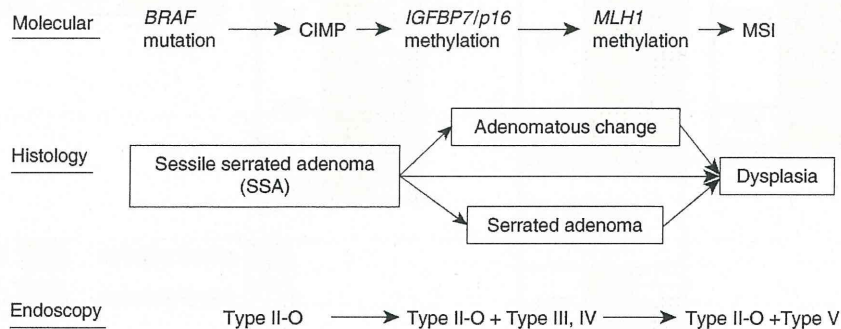 Molecular
BRAF mutation
CIMP
IGFBP7/p16 methylation
MLH1 methylation
MSI
Histology
Sessile serrated adenoma
(SSA)
Adenomatous change
Serrated adenoma
Dysplasia
Endoscopy
Type II-O
Type II-O + Type III, IV
Type II-O +Type V